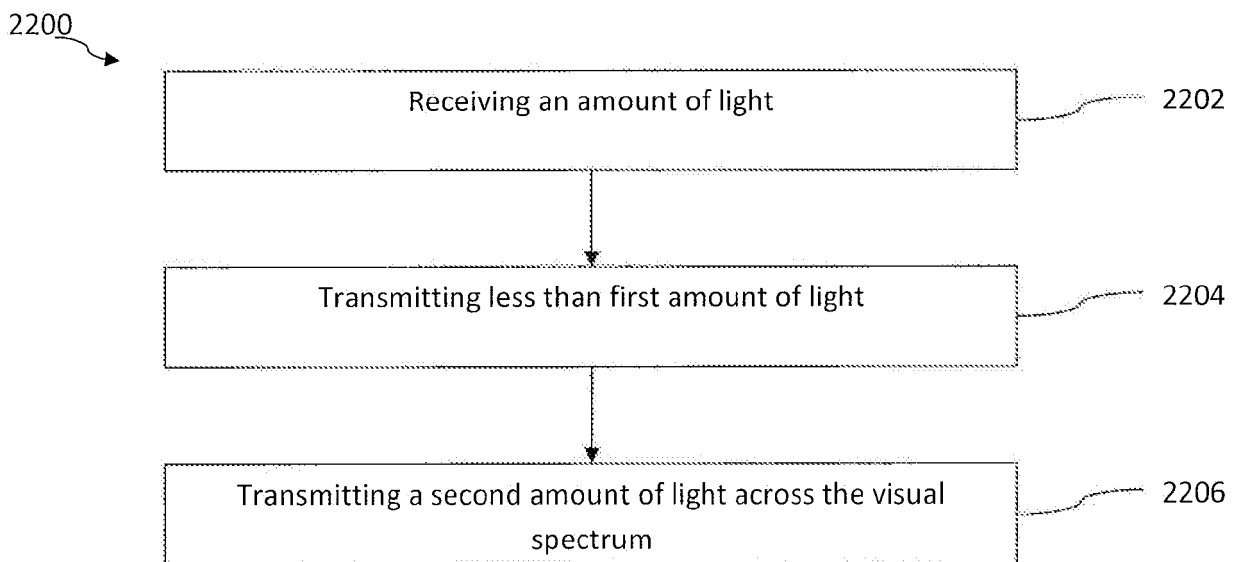 2200
Receiving an amount of light
2202
Transmitting less than first amount of light
2204
Transmitting a second amount of light across the visual
spectrum
2206